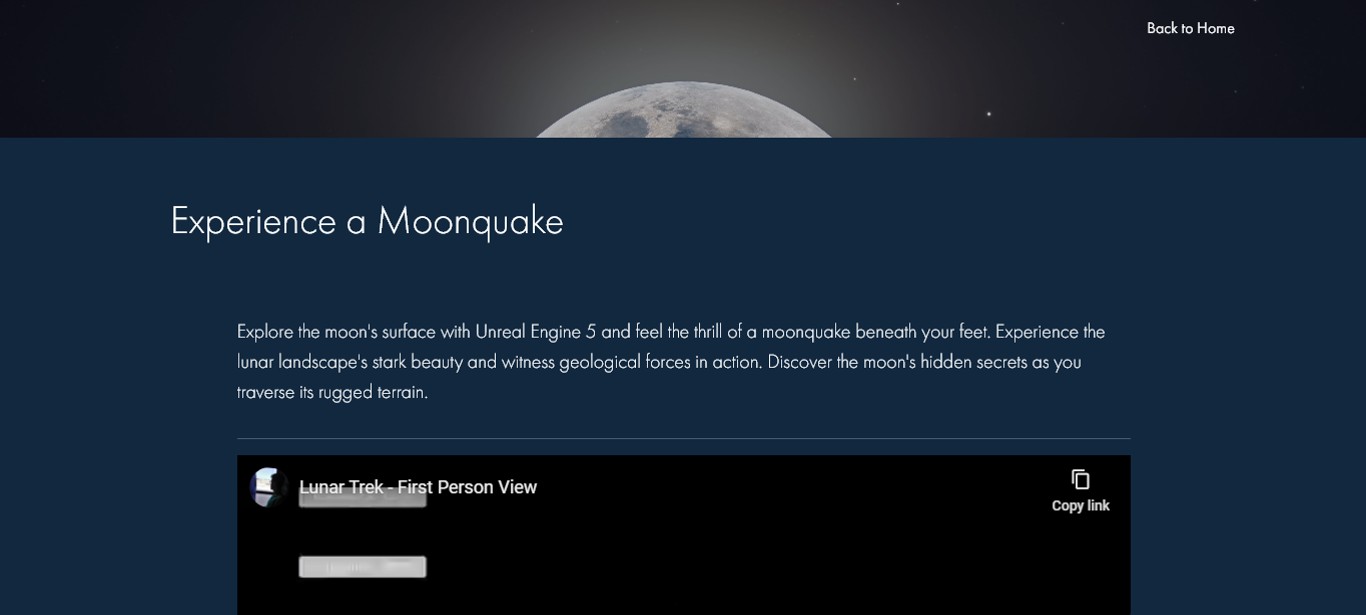 Back to Home
Experience a Moonquake
Explore the moon's surface with Unreal Engine 5 and feel the thrill of a moonquake beneath your feet. Experience the
lunar landscape's stark beauty and witness geological forces in action. Discover the moon's hidden secrets as you
traverse its rugged terrain.
Lunar Trek - First Person View
Copy link